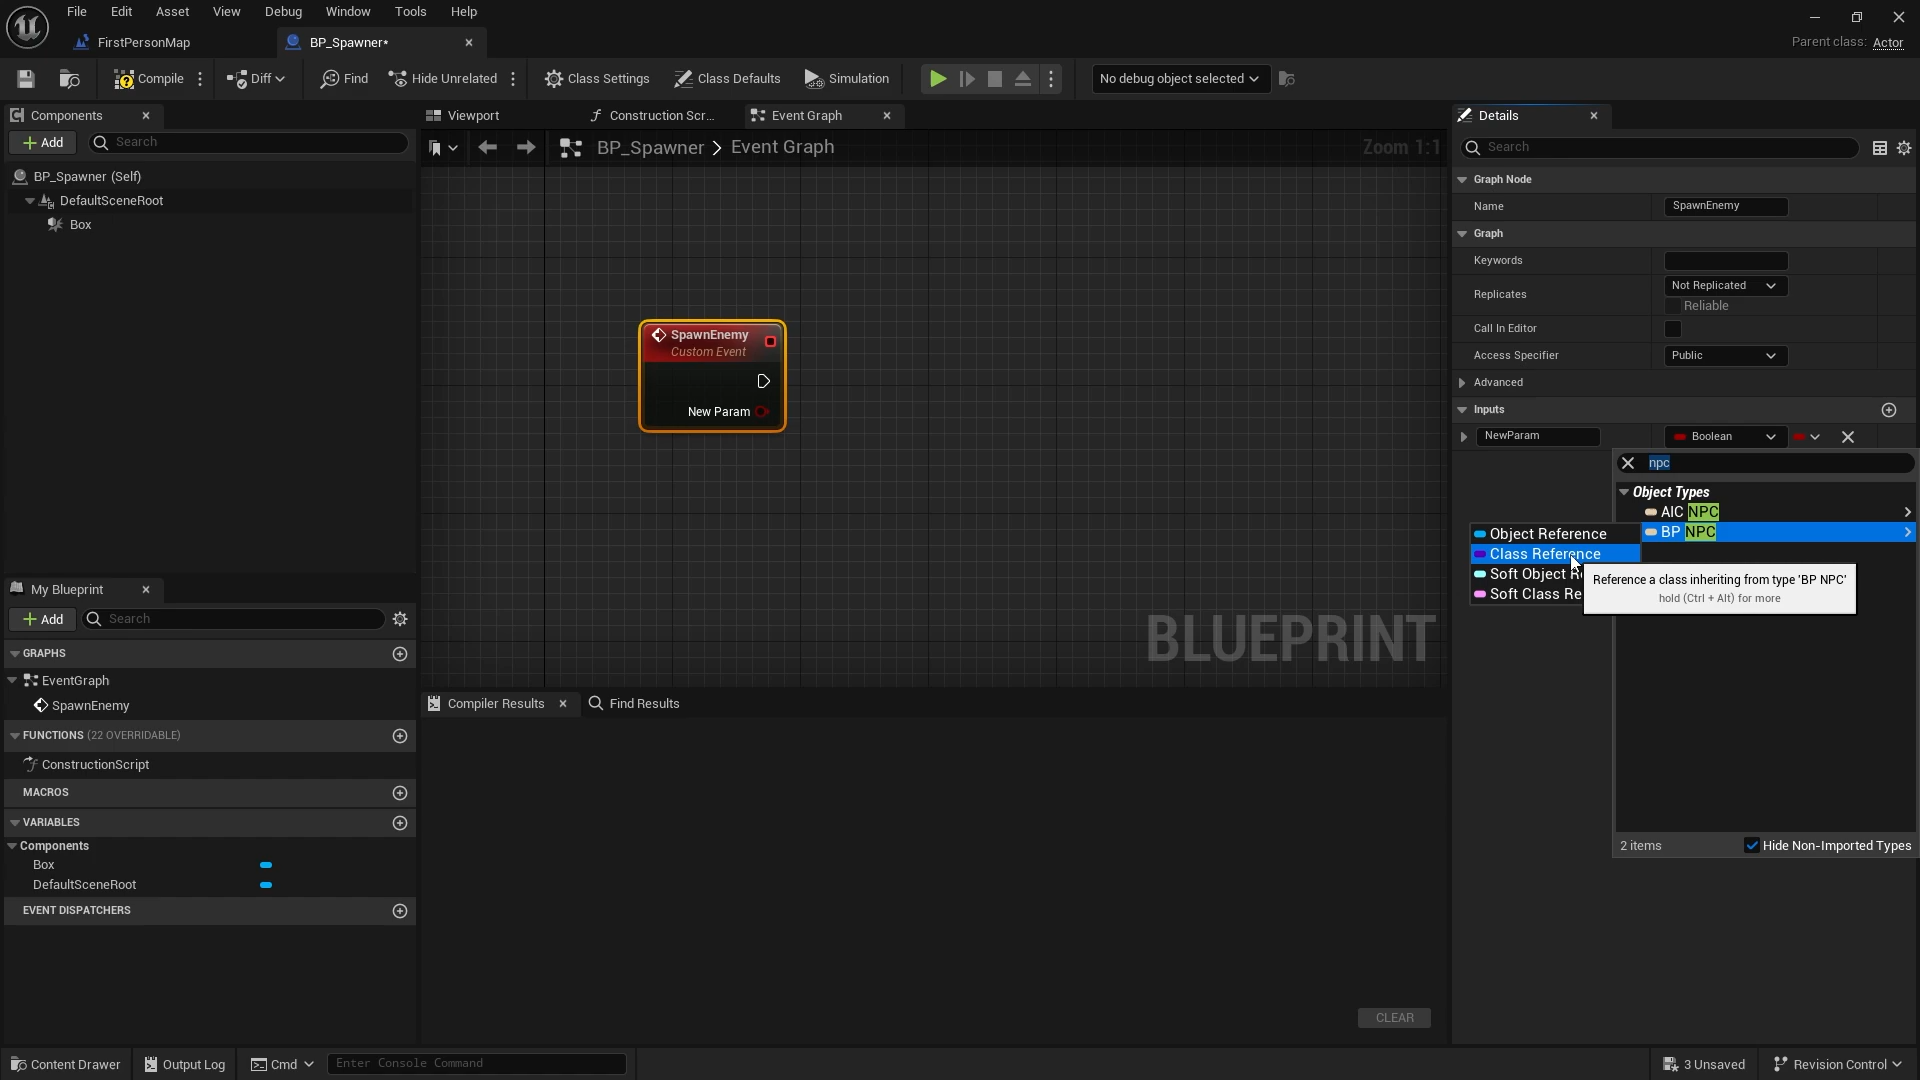 File Edit Asset View Debug Window Tools Help
FirstPersonMap
BP_Spawner*
Parent class: Actor
Compile
Diff
Find
Hide Unrelated
Class Settings
Class Defaults
Simulation
No debug object selected
Components
Add
Search
BP_Spawner (Self)
DefaultSceneRoot
Box
My Blueprint
Add
Search
GRAPHS
EventGraph
SpawnEnemy
FUNCTIONS (22 OVERRIDABLE)
ConstructionScript
MACROS
VARIABLES
Components
Box
DefaultSceneRoot
EVENT DISPATCHERS
Viewport
Construction Scr...
Event Graph
BP_Spawner > Event Graph
Zoom 1:1
SpawnEnemy
Custom Event
New Param
BLUEPRINT
Compiler Results
Find Results
CLEAR
Details
Search
Graph Node
Name
SpawnEnemy
Graph
Keywords
Replicates
Not Replicated
Reliable
Call In Editor
Access Specifier
Public
Advanced
Inputs
NewParam
Boolean
npc
Object Types
AIC NPC
BP NPC
Object Reference
Class Reference
Soft Object Re
Soft Class Re
Reference a class inheriting from type 'BP NPC'
hold (Ctrl + Alt) for more
2 items
Hide Non-Imported Types
Content Drawer
Output Log
Cmd
Enter Console Command
3 Unsaved
Revision Control